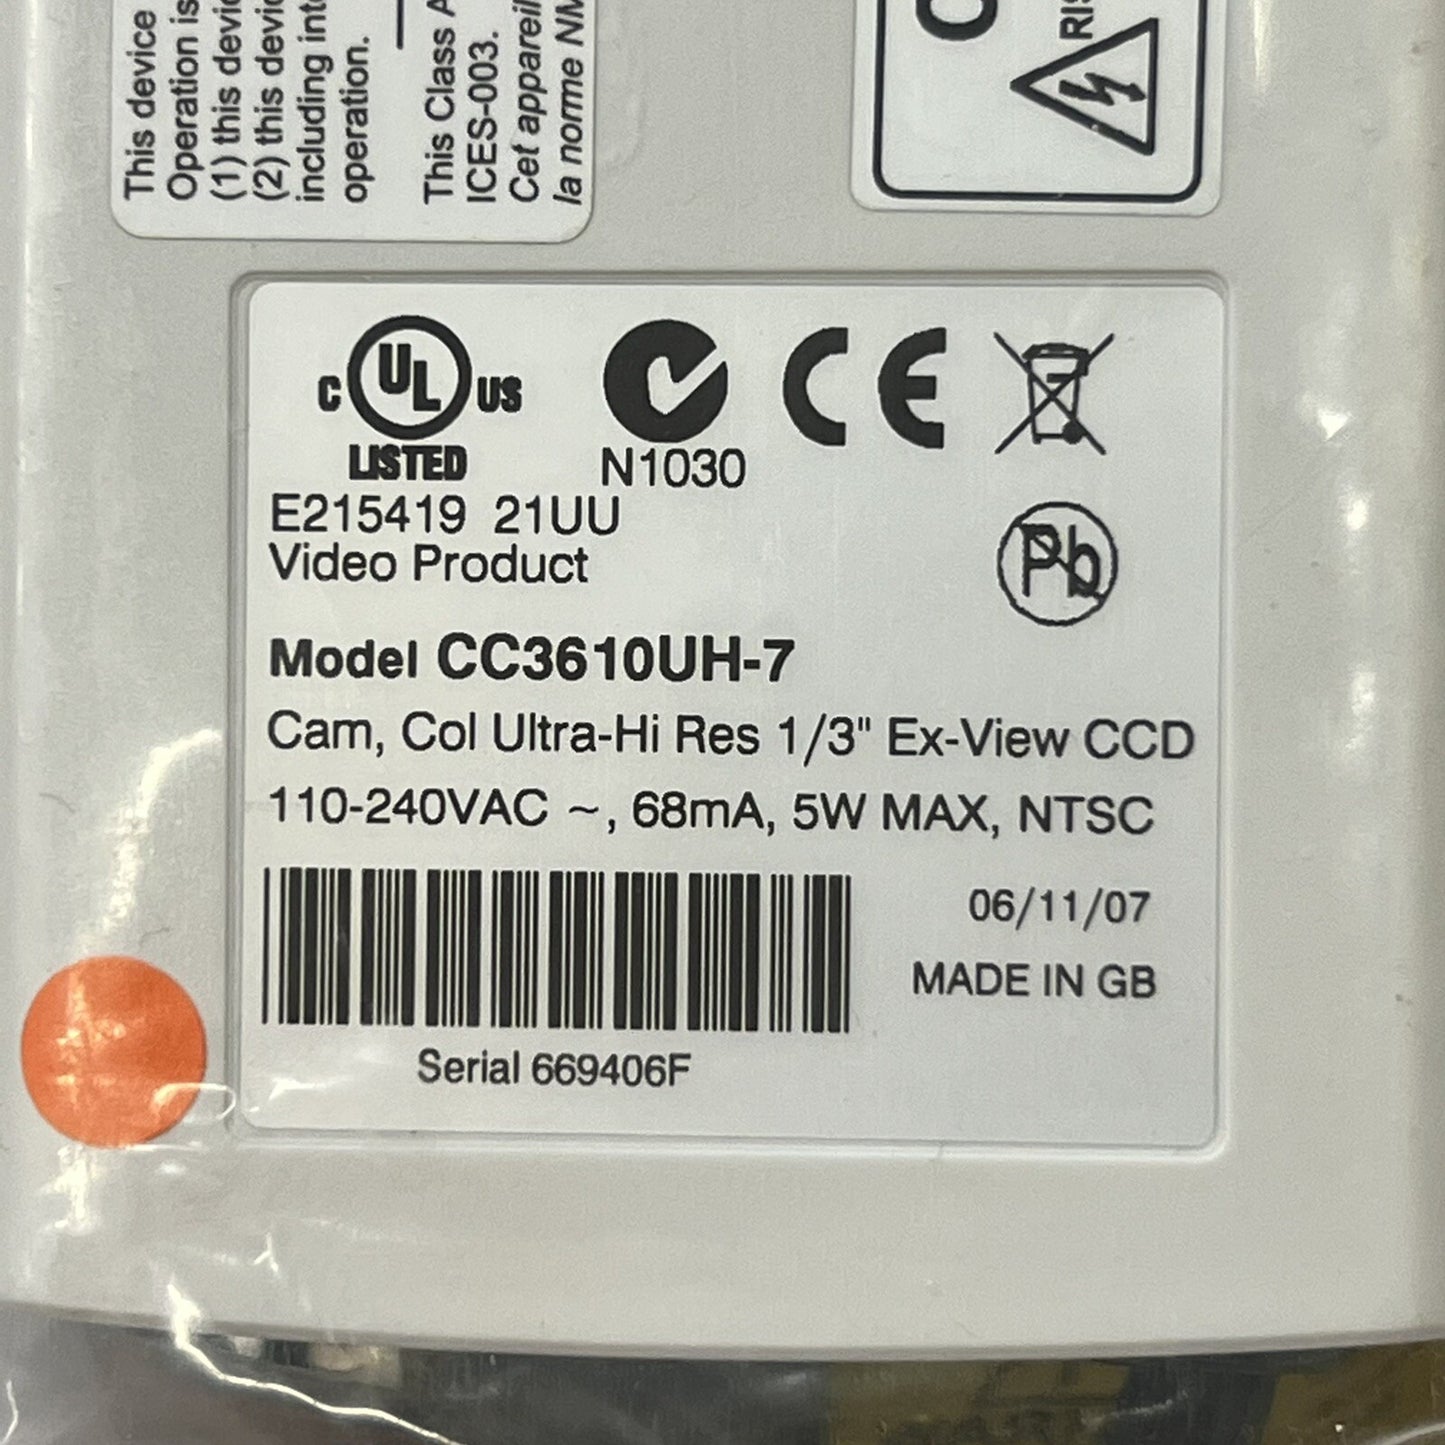 This device
Operation is
(1) this devic
(2) this devic
including inte
operation.
This Class A
ICES-003.
Cet appareil
la norme NM
C UL US
LISTED
N1030
CE
E215419 21UU
Video Product
Pb
Model CC3610UH-7
Cam, Col Ultra-Hi Res 1/3" Ex-View CCD
110-240VAC ~, 68mA, 5W MAX, NTSC
06/11/07
MADE IN GB
Serial 669406F